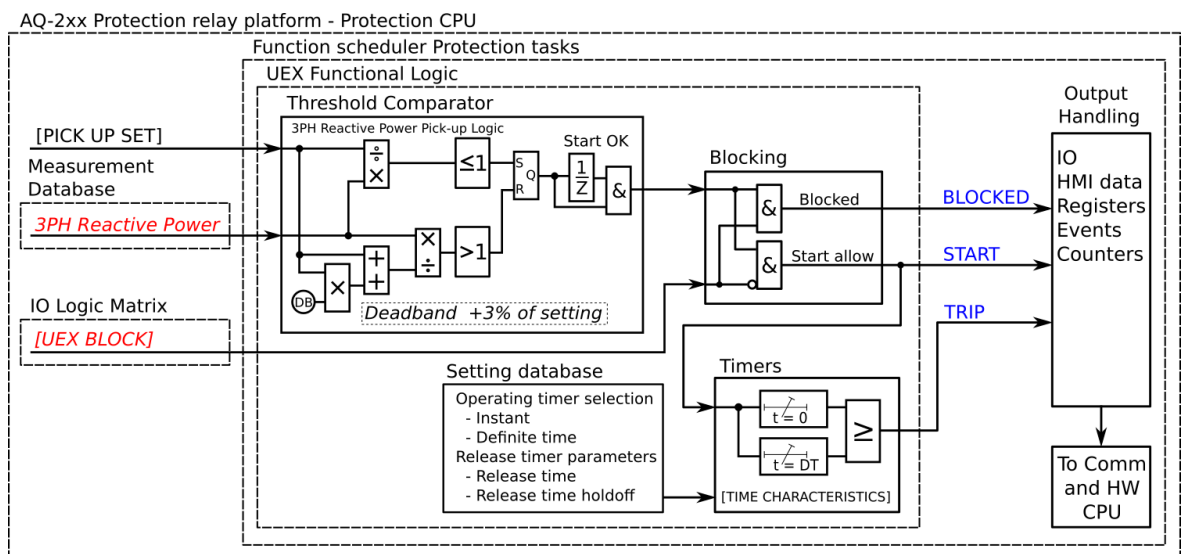 AQ-2xx Protection relay platform - Protection CPU
Function scheduler Protection tasks
UEX Functional Logic
Threshold Comparator
3PH Reactive Power Pick-up Logic
[PICK UP SET]
Measurement
Database
3PH Reactive Power
IO Logic Matrix
[UEX BLOCK]
÷
×
≤1
S
Q
R
Start OK
1
Z
&
×
÷
>1
+
+
×
DB
Deadband +3% of setting
Blocking
&
Blocked
&
Start allow
BLOCKED
START
TRIP
Output
Handling
IO
HMI data
Registers
Events
Counters
To Comm
and HW
CPU
Setting database
Operating timer selection
- Instant
- Definite time
Release timer parameters
- Release time
- Release time holdoff
Timers
t = 0
t = DT
≥
[TIME CHARACTERISTICS]